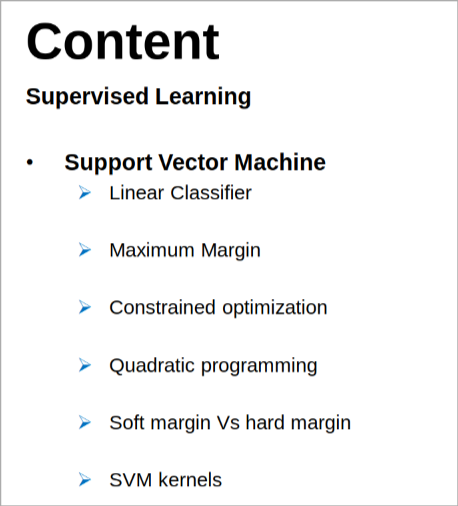 Content
Supervised Learning
• Support Vector Machine
➢ Linear Classifier
➢ Maximum Margin
➢ Constrained optimization
➢ Quadratic programming
➢ Soft margin Vs hard margin
➢ SVM kernels